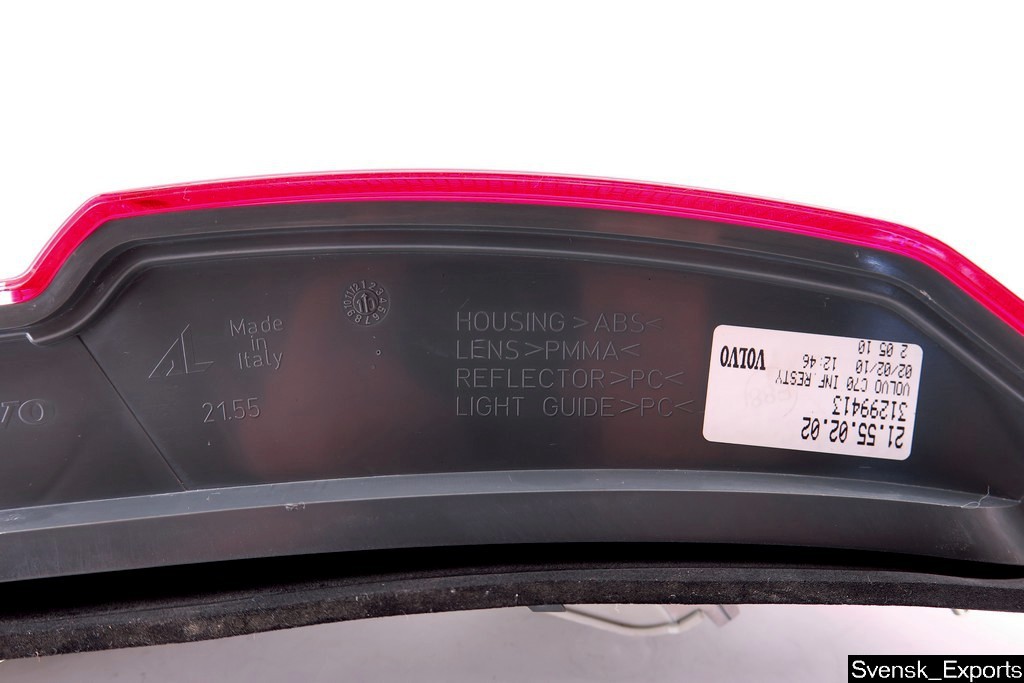 Made
in
Italy
21.55
HOUSING>ABS<
LENS>PMMA<
REFLECTOR>PC<
LIGHT GUIDE>PC<
21.55.02.02
31299413
VOLVO C70 INF.RESTY
02/02/10 12:46
2 05 10
VOLVO
Svensk_Exports